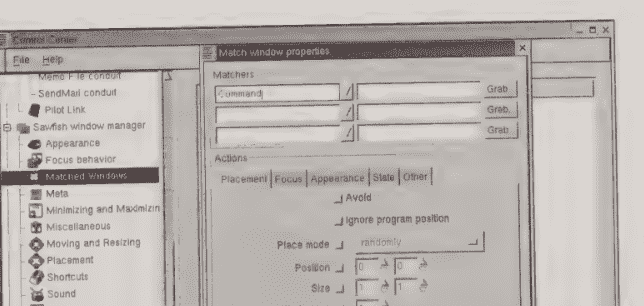 Control Center
File Help
Memo File conduit
SendMail conduit
Pilot Link
Sawfish window manager
Appearance
Focus behavior
Matched Windows
Meta
Minimizing and Maximizin
Miscellaneous
Moving and Resizing
Placement
Shortcuts
Sound
Match window properties
Matchers
Command / Grab..
/ Grab..
/ Grab..
Actions
Placement Focus Appearance State Other
Avoid
Ignore program position
Place mode randomly
Position 0 0
Size 1 1